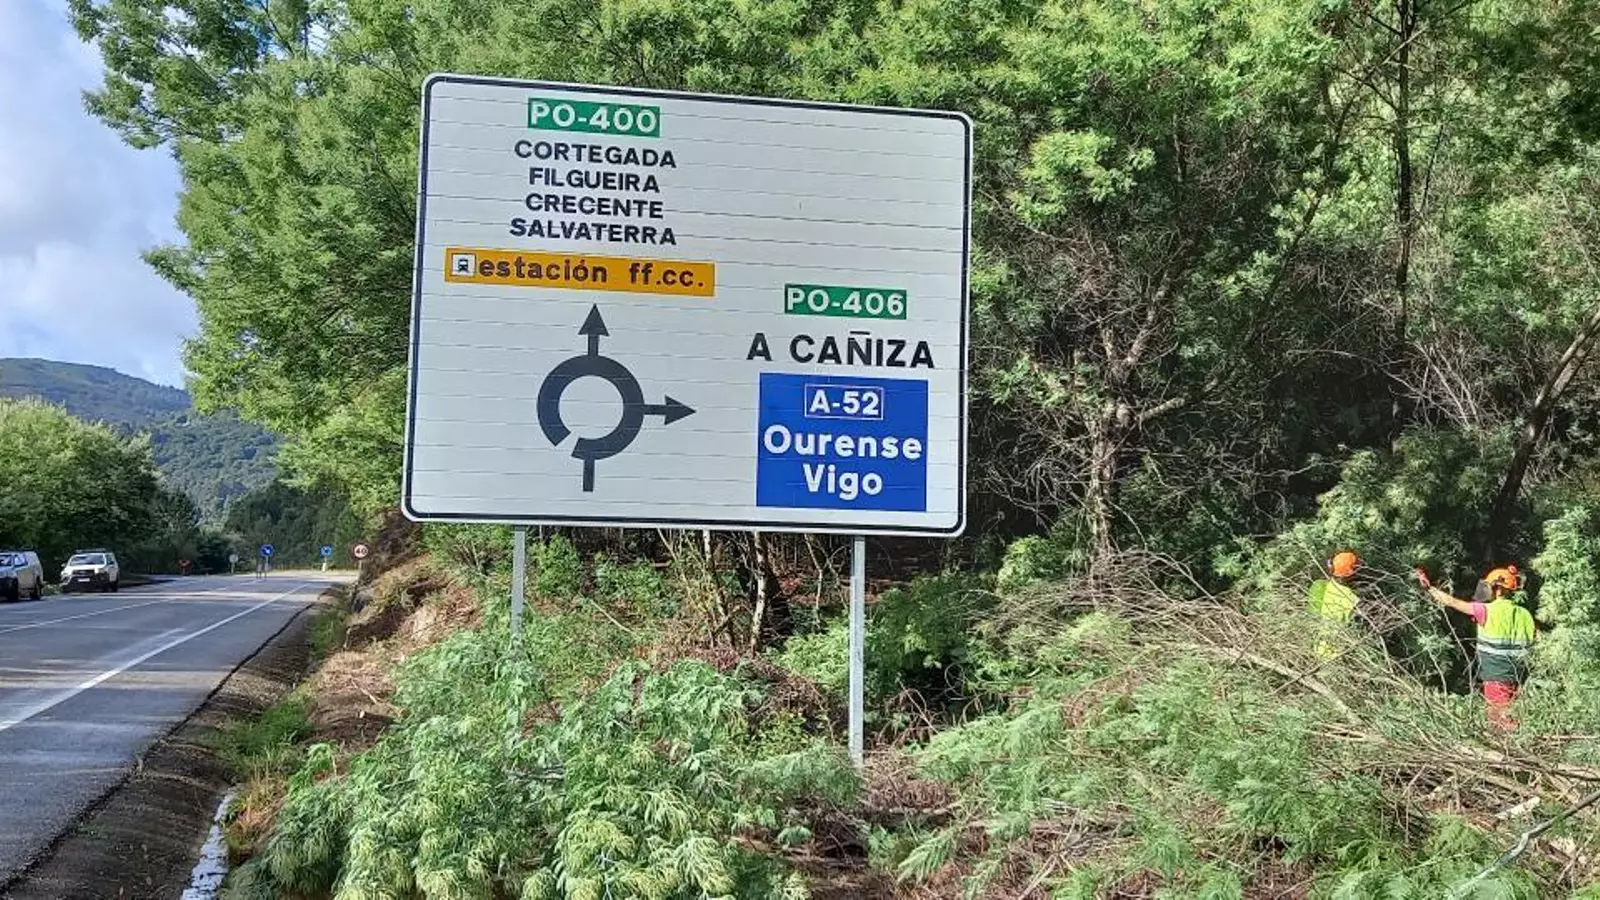 PO-400
CORTEGADA
FILGUEIRA
CRECENTE
SALVATERRA
estación ff.cc.
PO-406
A CAÑIZA
A-52
Ourense
Vigo